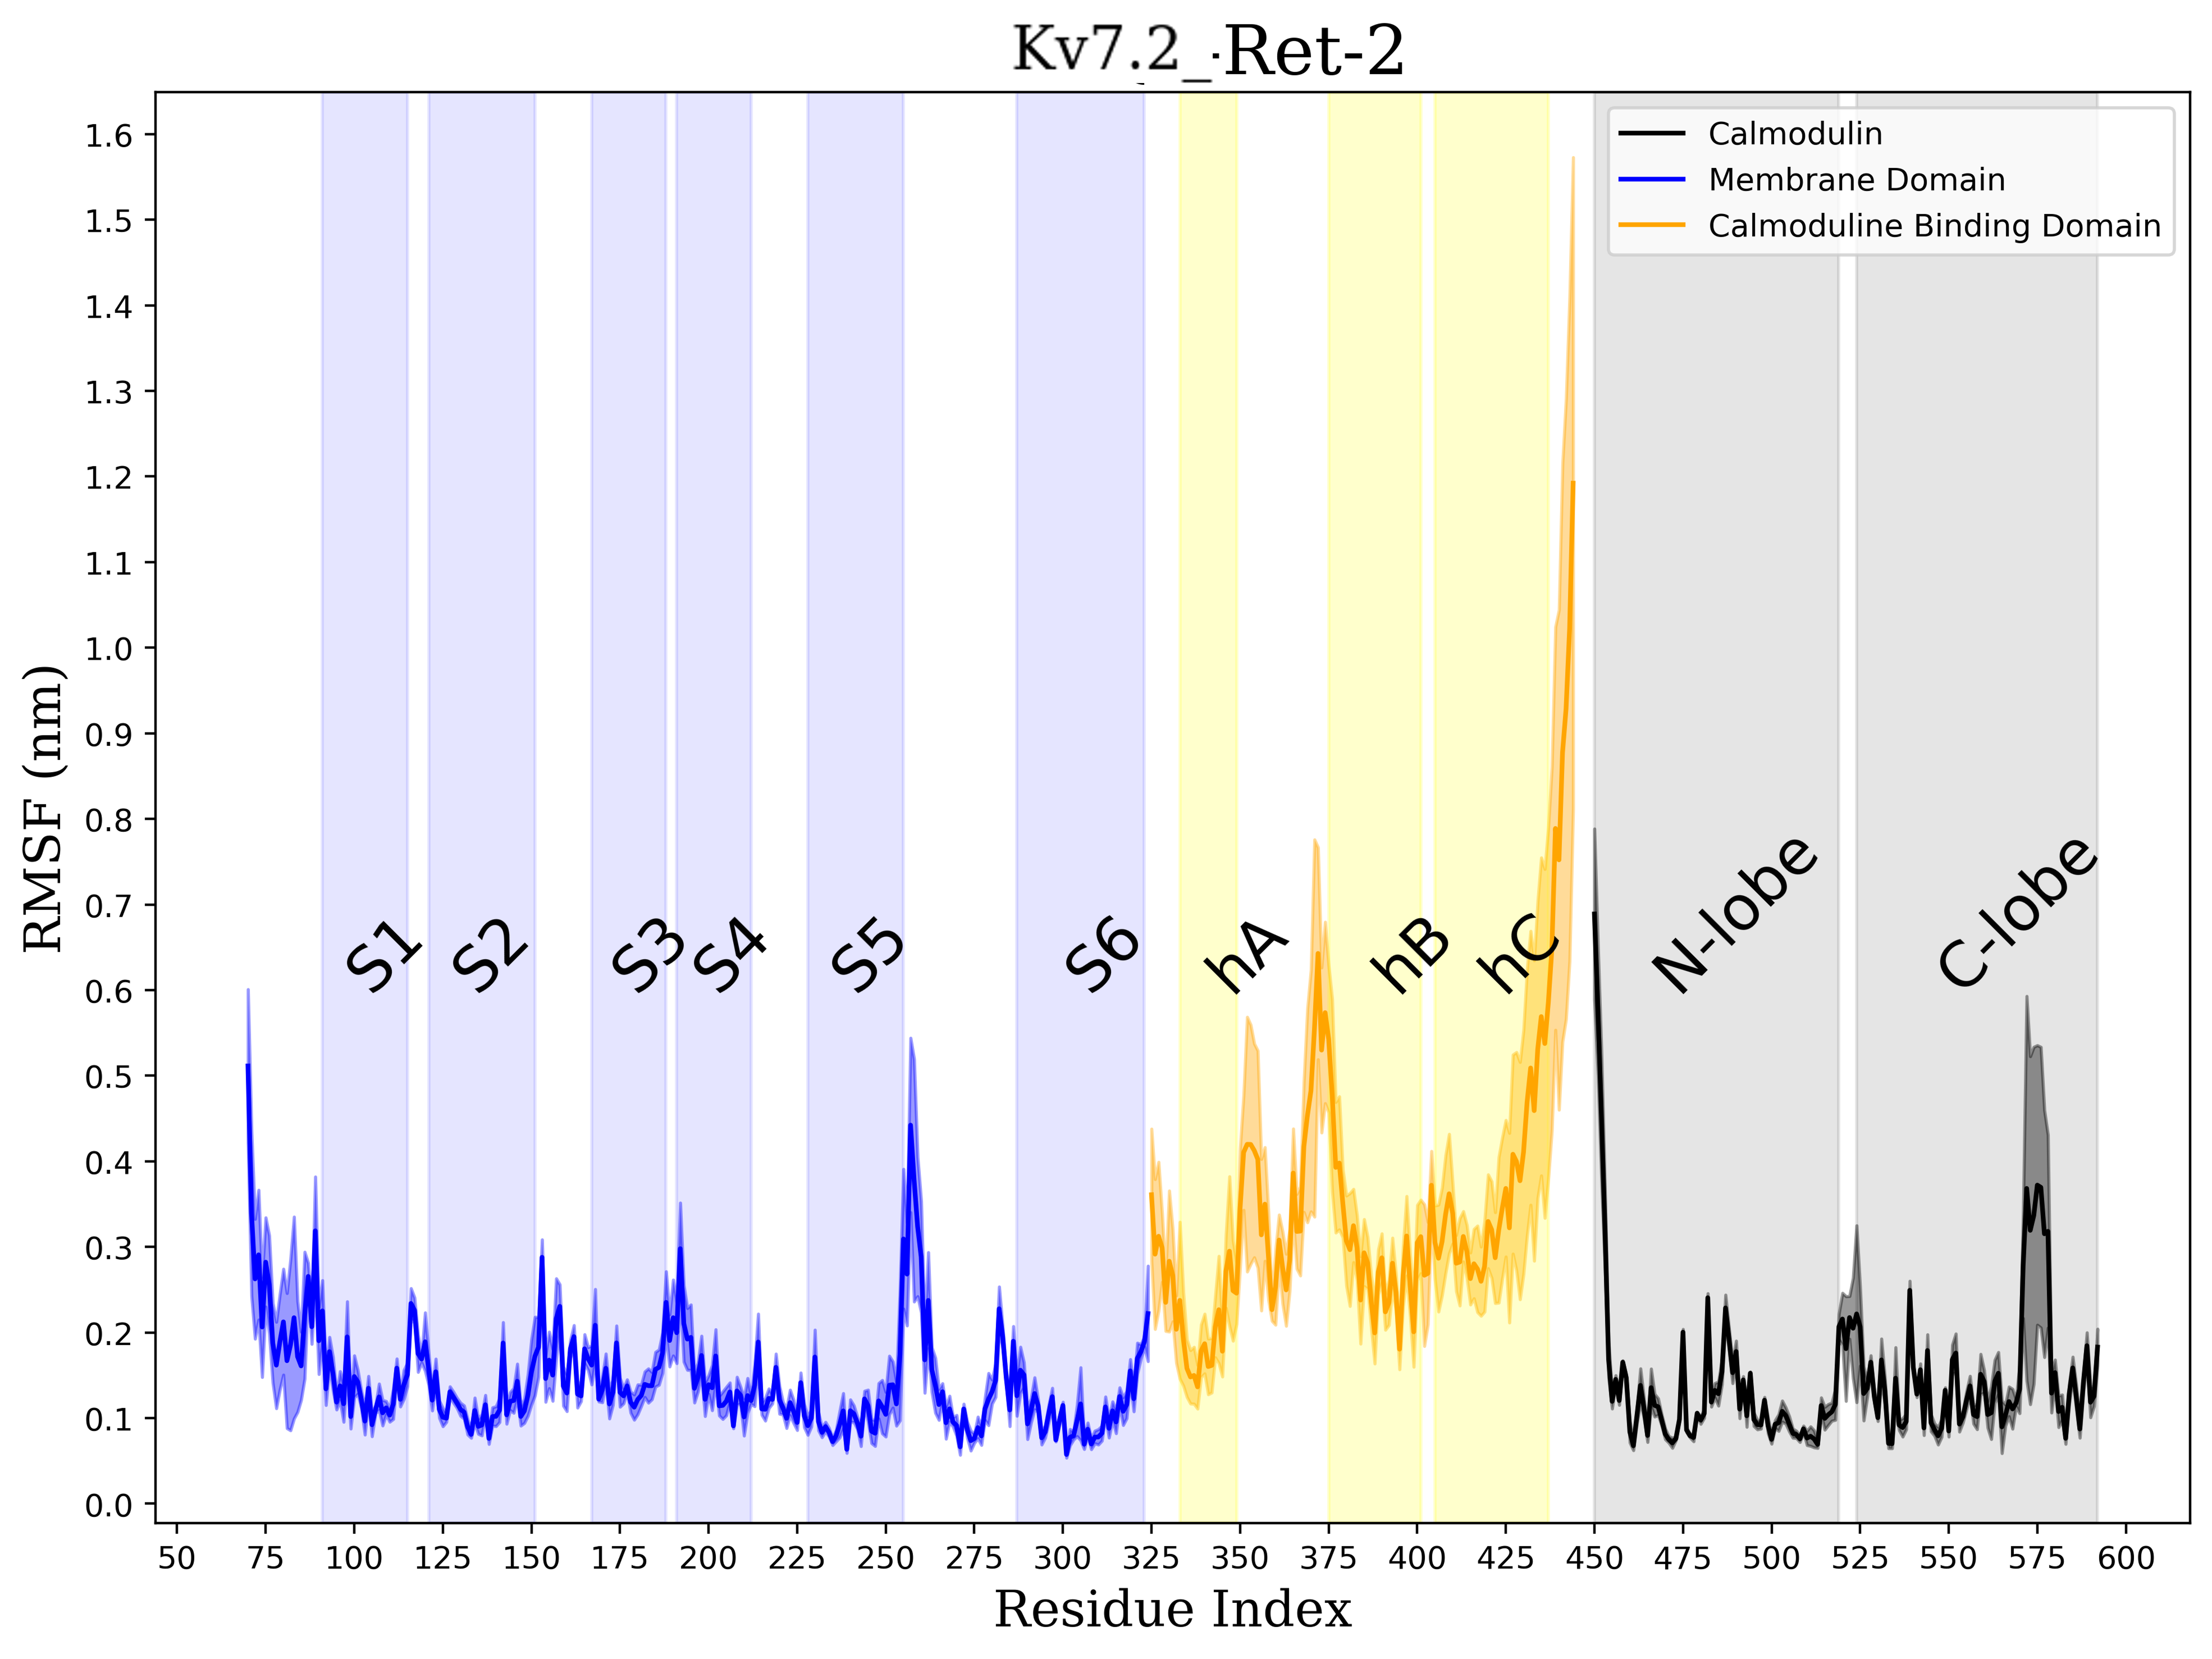 Kv7.2_-Ret-2
Calmodulin
Membrane Domain
Calmoduline Binding Domain
1.6
1.5
1.4
1.3
1.2
1.1
1.0
0.9
0.8
0.7
0.6
0.5
0.4
0.3
0.2
0.1
0.0
RMSF (nm)
S1 S2 S3 S4 S5 S6 hA hB hC N-lobe C-lobe
50 75 100 125 150 175 200 225 250 275 300 325 350 375 400 425 450 475 500 525 550 575 600
Residue Index